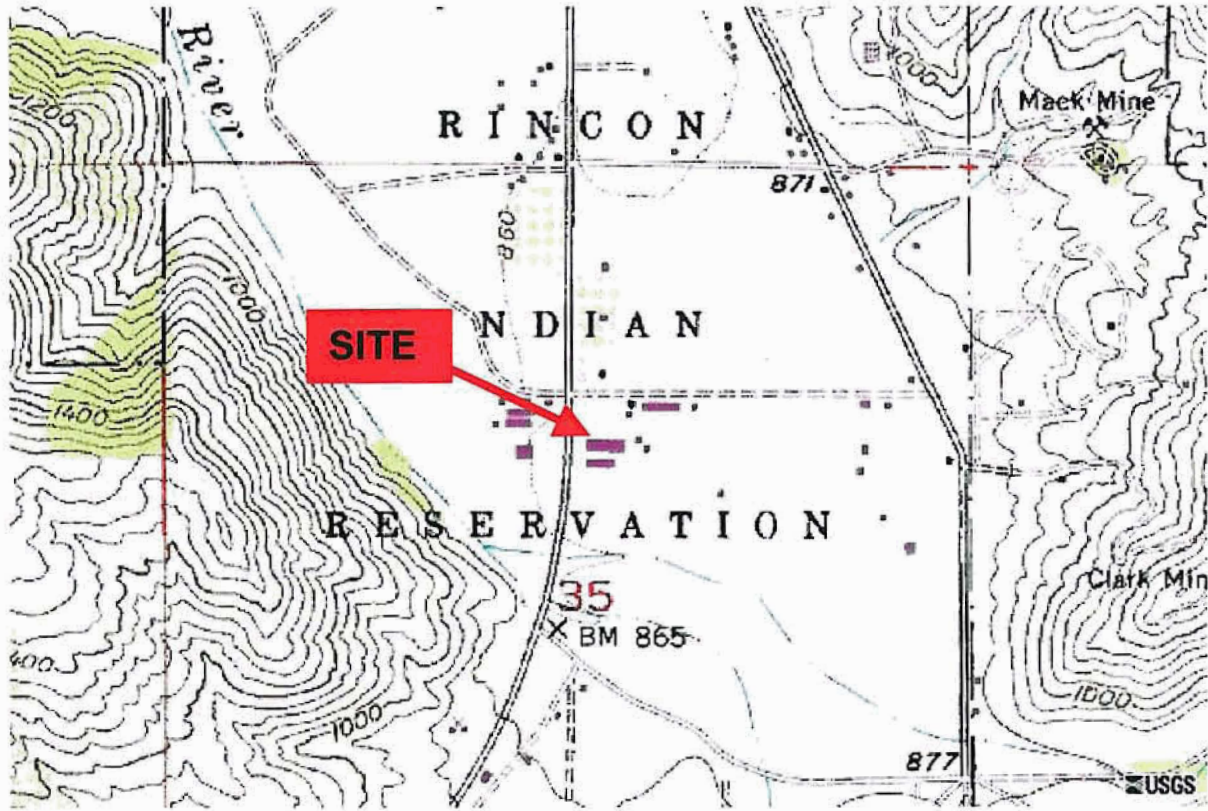 River
1200
1000
Mack Mine
RINCON
871
860
1000
NDIAN
SITE
1400
RESERVATION
35
Clark Min
BM 865
400
1000
1000
877
USGS